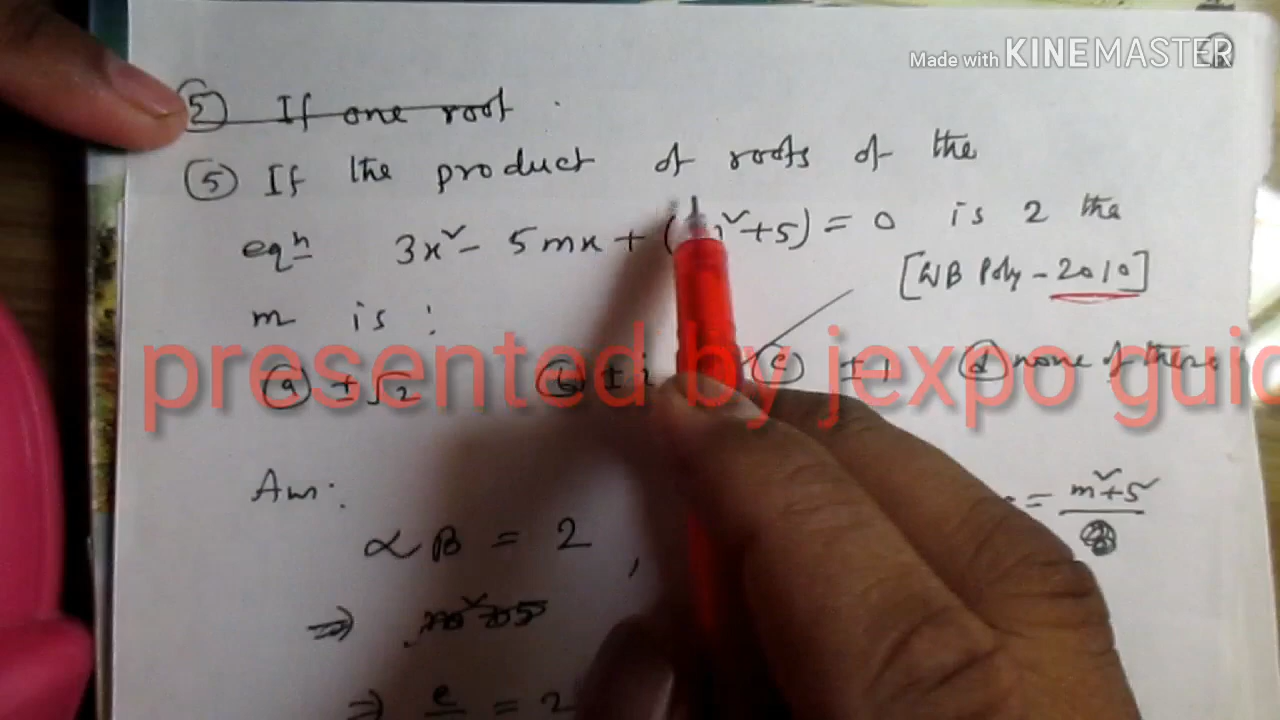 Made with KINEMASTER
⑤ If one root .
⑤ If the product of roots of the
eqn 3x² - 5mx + ( ²+5) = 0 is 2 the
[WB Poly - 2010]
m is :
presented by jexpo guid
ⓐ ±√2 ⓑ ± i ⓒ ±1 ⓓ none of these
Ans:
= m²+5
αβ = 2 ,
⇒
⇒ c = 2